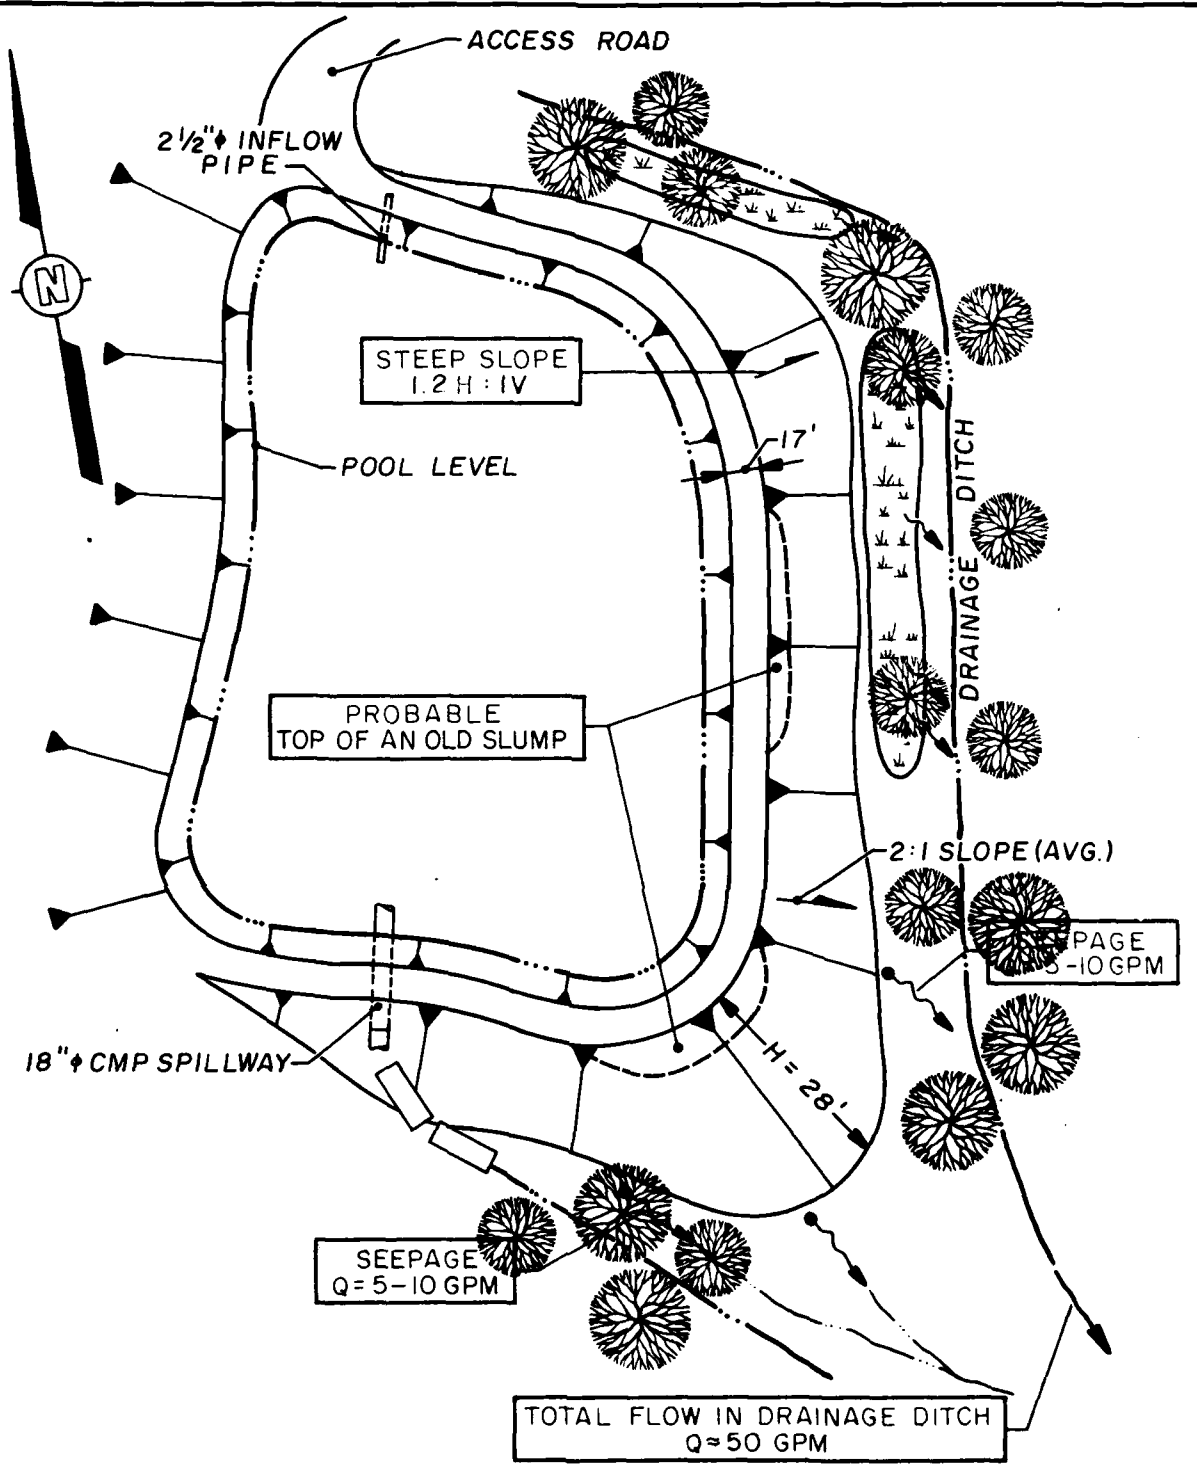 ACCESS ROAD
2 1/2"ϕ INFLOW
PIPE
N
STEEP SLOPE
1.2 H : 1V
17'
POOL LEVEL
DRAINAGE DITCH
PROBABLE
TOP OF AN OLD SLUMP
2:1 SLOPE (AVG.)
PAGE
5-10 GPM
18"ϕ CMP SPILLWAY
H = 28'
SEEPAGE
Q = 5-10 GPM
TOTAL FLOW IN DRAINAGE DITCH
Q ≈ 50 GPM